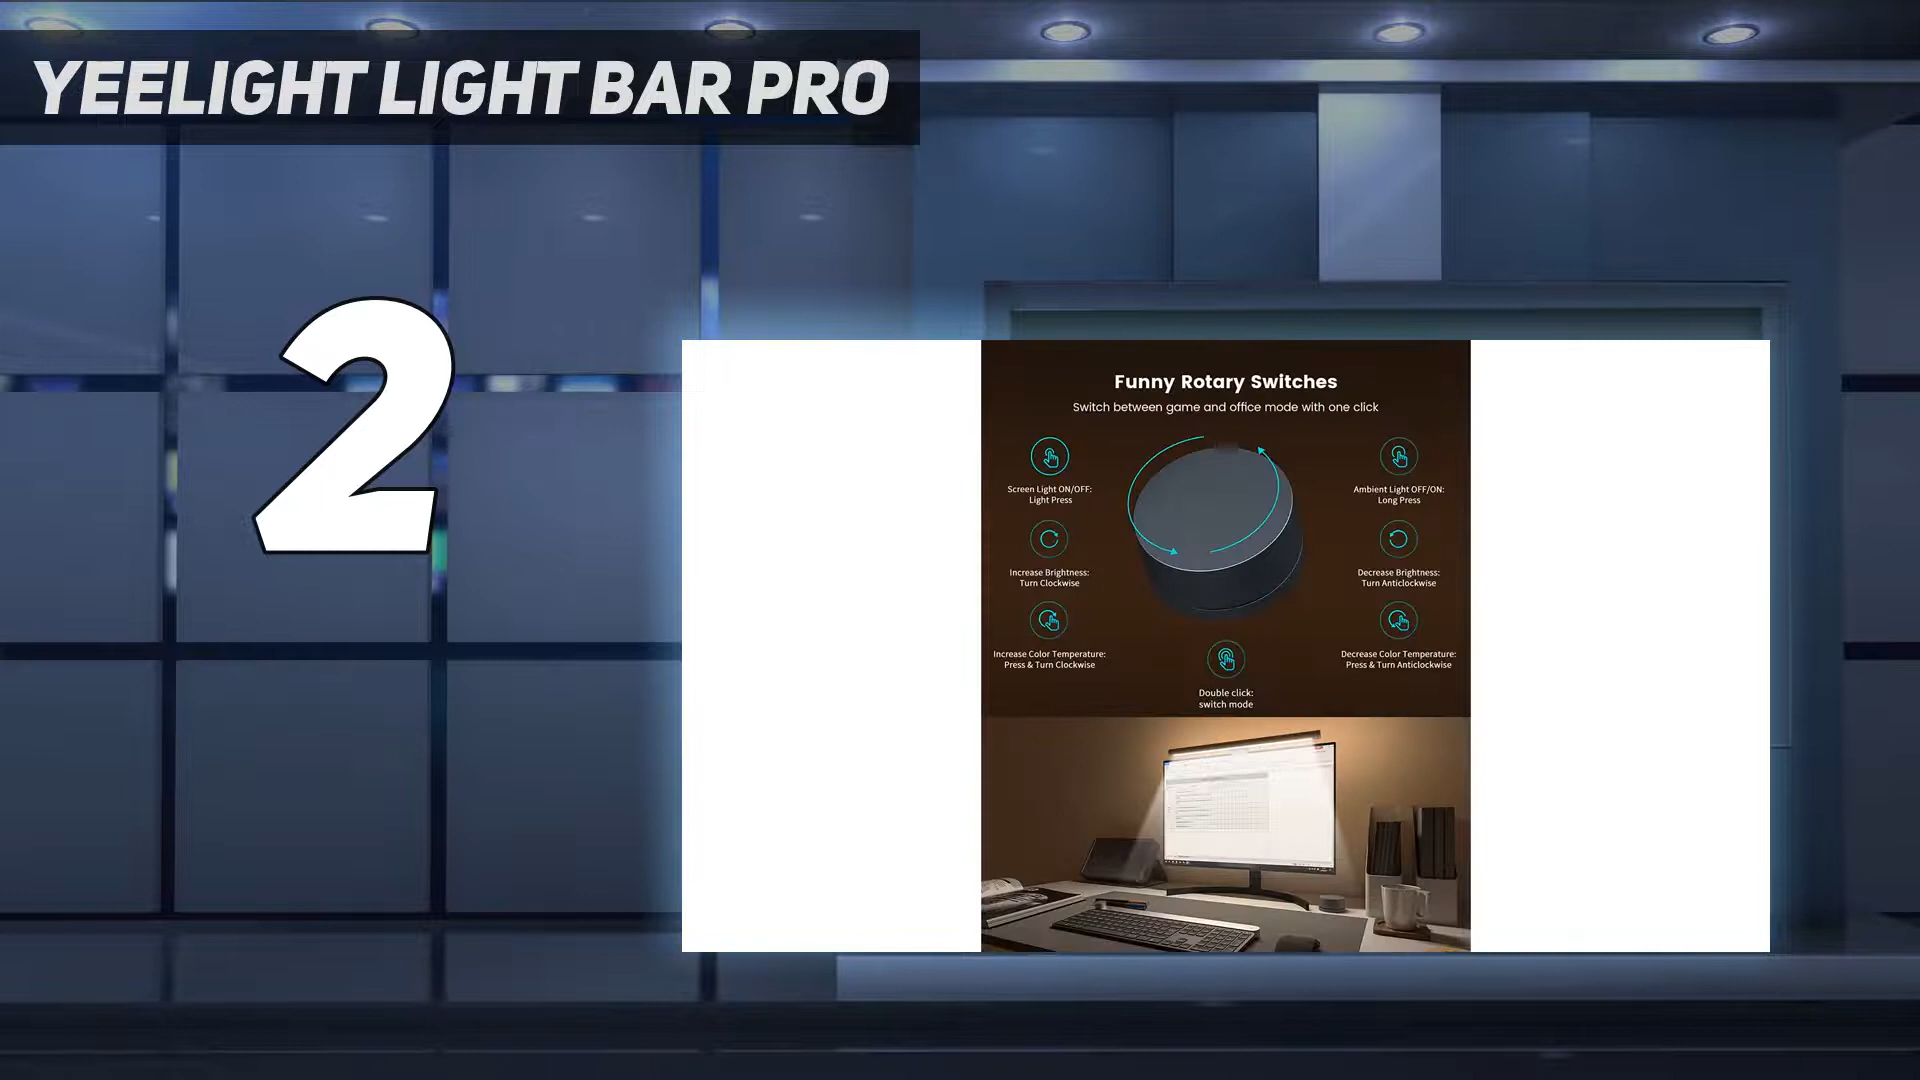 YEELIGHT LIGHT BAR PRO
2
Funny Rotary Switches
Switch between game and office mode with one click
Screen Light ON/OFF:
Light Press
Ambient Light OFF/ON:
Long Press
Increase Brightness:
Turn Clockwise
Decrease Brightness:
Turn Anticlockwise
Increase Color Temperature:
Press & Turn Clockwise
Decrease Color Temperature:
Press & Turn Anticlockwise
Double click:
switch mode